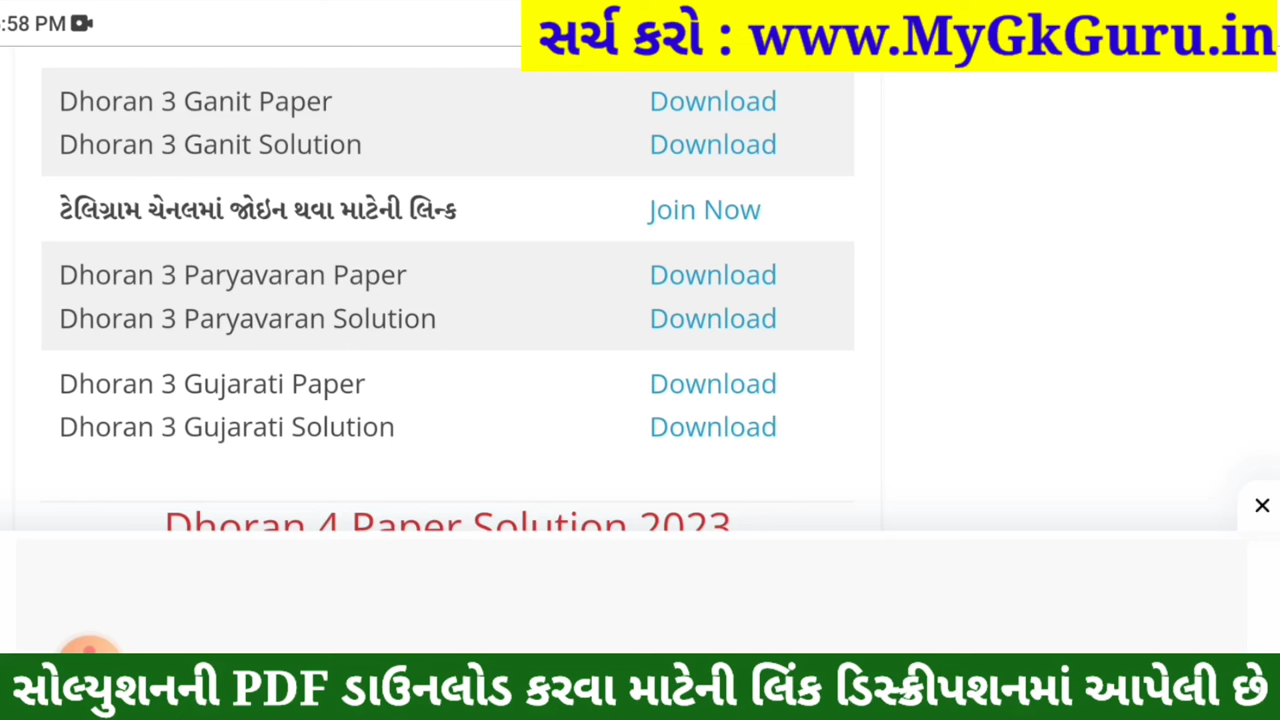 :58 PM
સર્ચ કરો : www.MyGkGuru.in
Dhoran 3 Ganit Paper Download
Dhoran 3 Ganit Solution Download
ટેલિગ્રામ ચેનલમાં જોઇન થવા માટેની લિન્ક Join Now
Dhoran 3 Paryavaran Paper Download
Dhoran 3 Paryavaran Solution Download
Dhoran 3 Gujarati Paper Download
Dhoran 3 Gujarati Solution Download
Dhoran 4 Paper Solution 2023
સોલ્યુશનની PDF ડાઉનલોડ કરવા માટેની લિંક ડિસ્ક્રીપશનમાં આપેલી છે